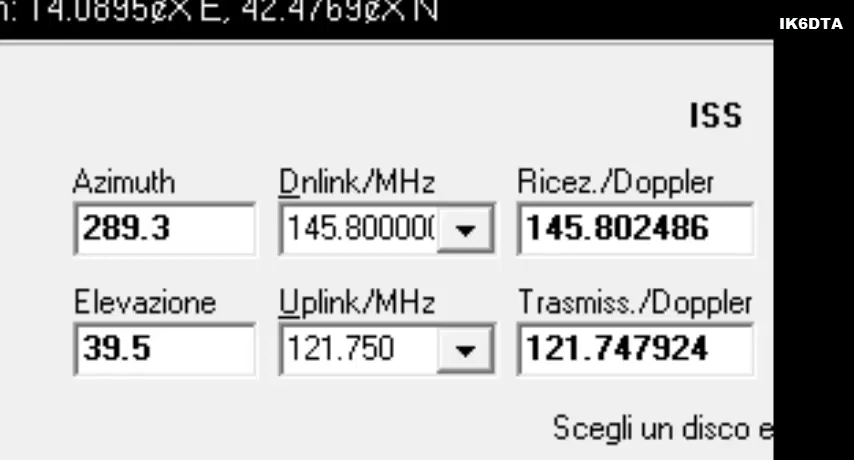 n: 14.0895¢X E, 42.4769¢X N
IK6DTA
ISS
Azimuth Dnlink/MHz Ricez./Doppler
289.3 145.800000 145.802486
Elevazione Uplink/MHz Trasmiss./Doppler
39.5 121.750 121.747924
Scegli un disco e